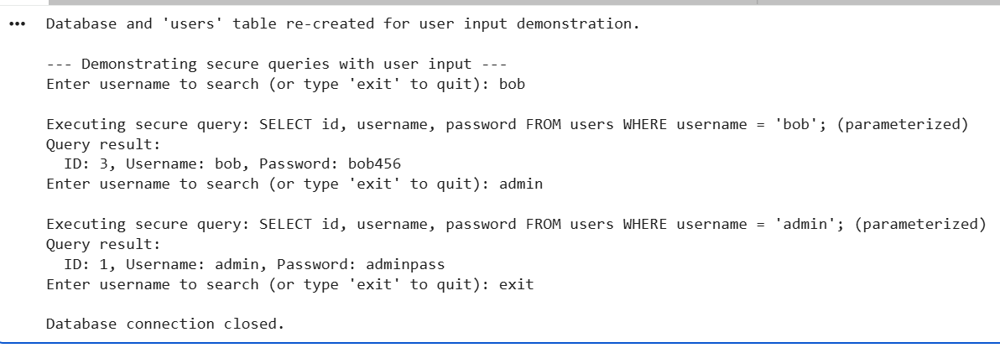 ••• Database and 'users' table re-created for user input demonstration.
--- Demonstrating secure queries with user input ---
Enter username to search (or type 'exit' to quit): bob
Executing secure query: SELECT id, username, password FROM users WHERE username = 'bob'; (parameterized)
Query result:
  ID: 3, Username: bob, Password: bob456
Enter username to search (or type 'exit' to quit): admin
Executing secure query: SELECT id, username, password FROM users WHERE username = 'admin'; (parameterized)
Query result:
  ID: 1, Username: admin, Password: adminpass
Enter username to search (or type 'exit' to quit): exit
Database connection closed.